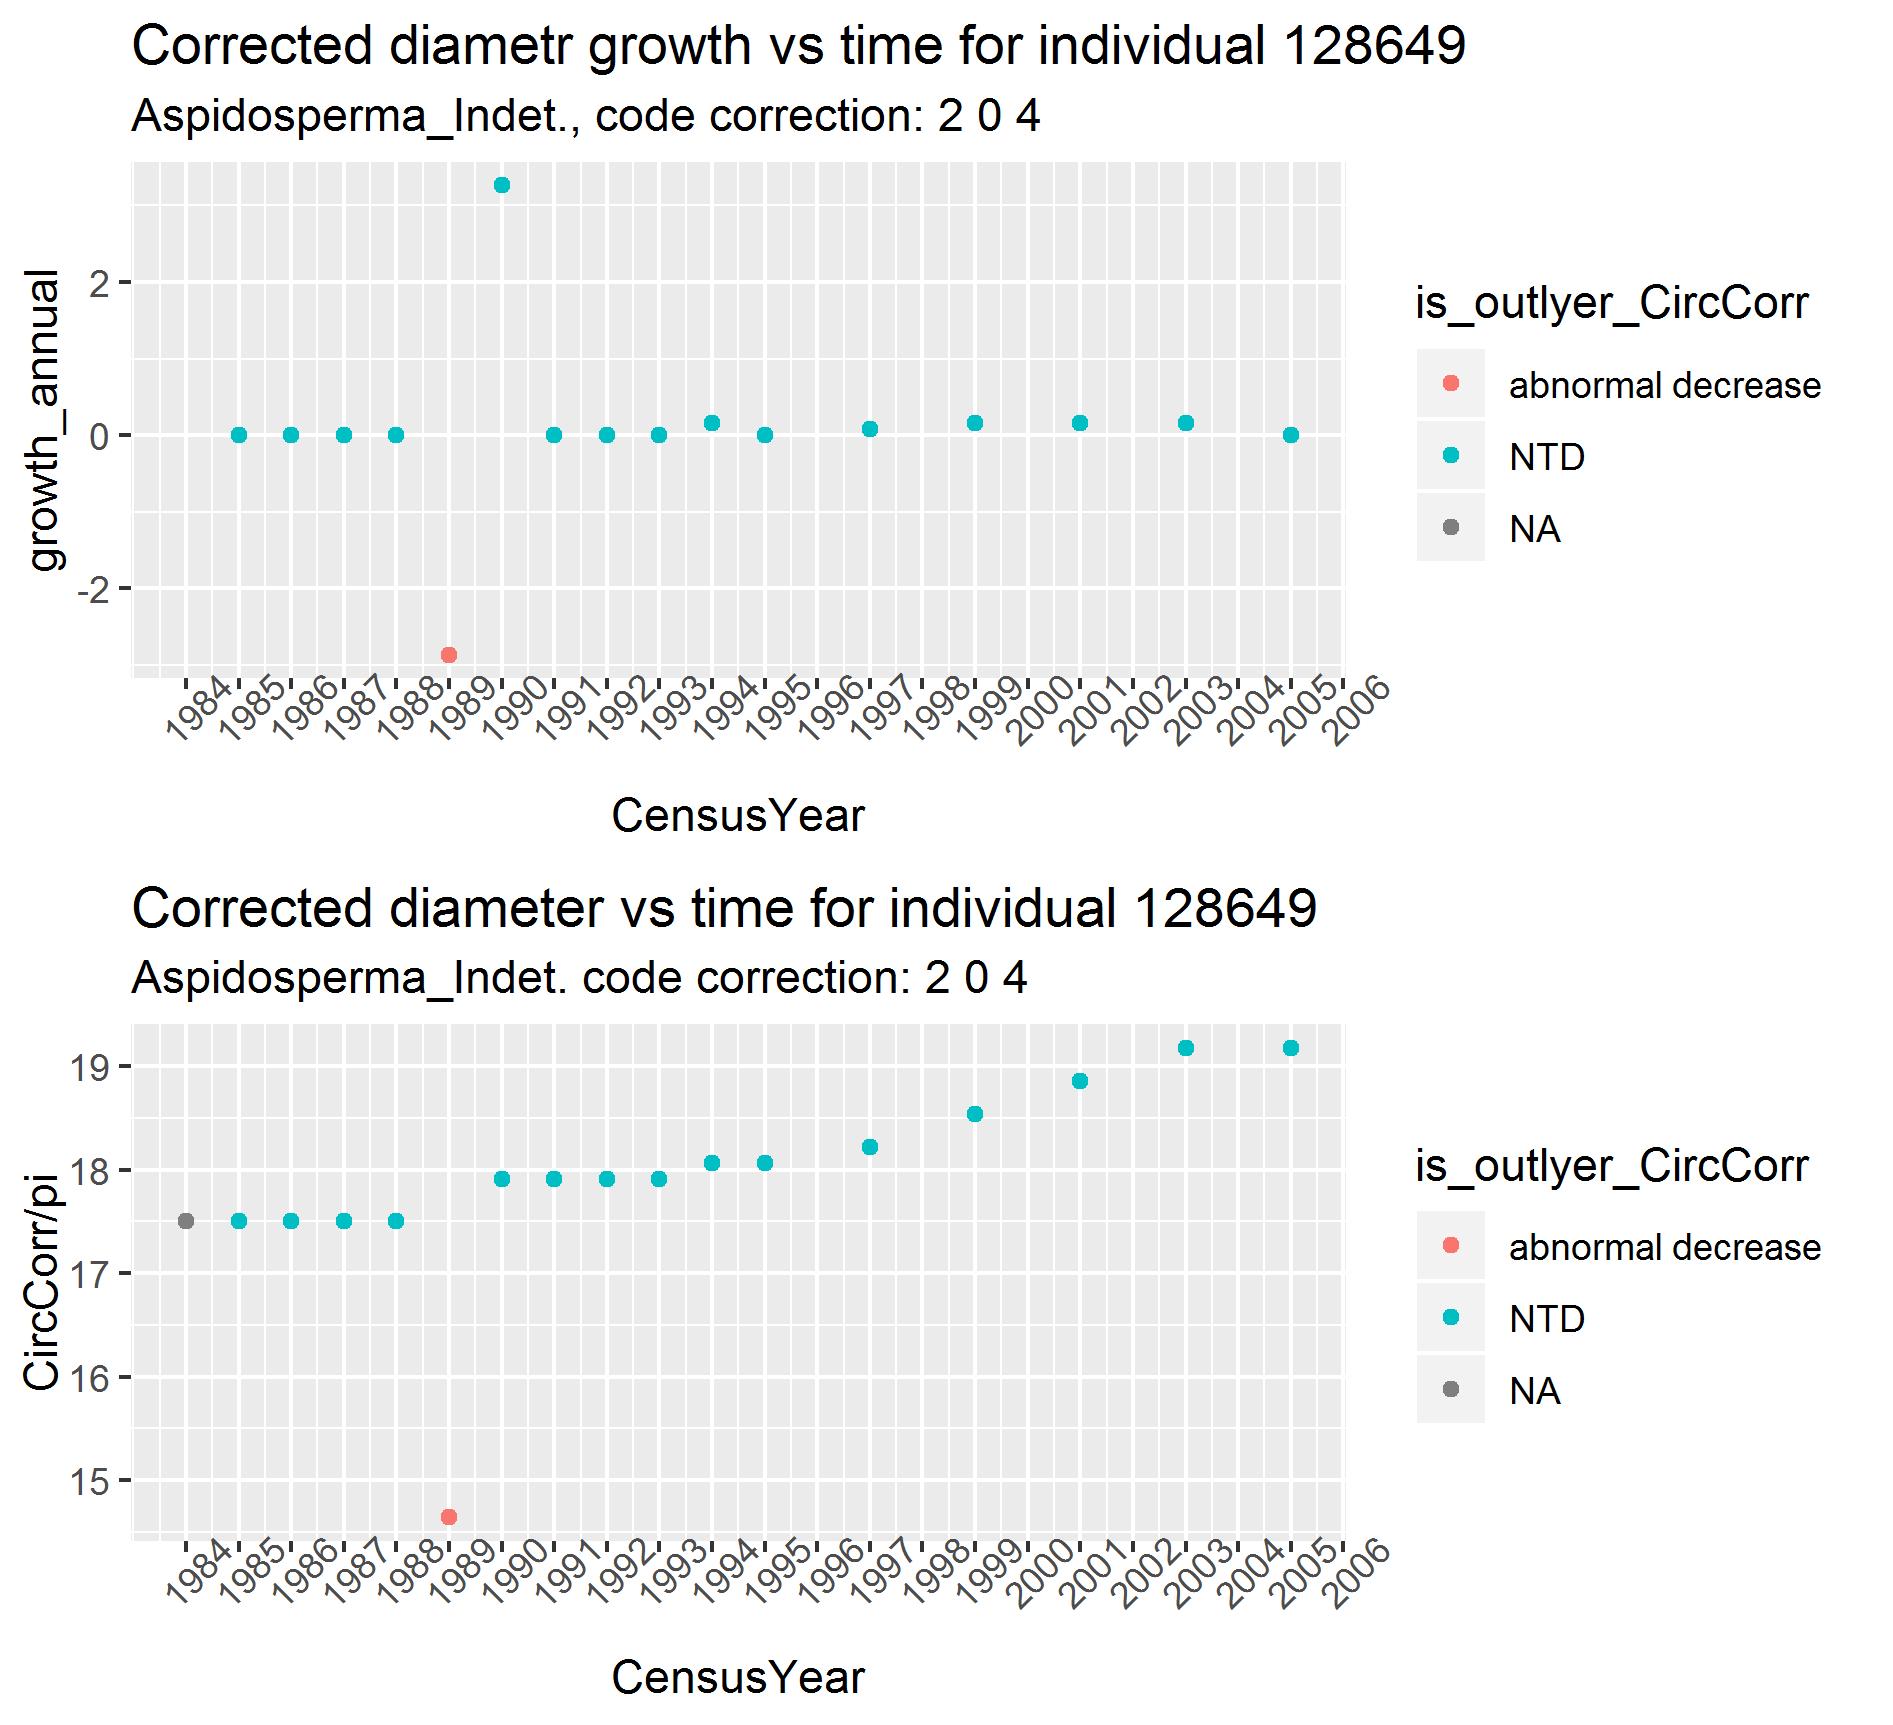 Corrected diametr growth vs time for individual 128649
Aspidosperma_Indet., code correction: 2 0 4
growth_annual
2
0
-2
1984 1985 1986 1987 1988 1989 1990 1991 1992 1993 1994 1995 1996 1997 1998 1999 2000 2001 2002 2003 2004 2005 2006
CensusYear
is_outlyer_CircCorr
abnormal decrease
NTD
NA
Corrected diameter vs time for individual 128649
Aspidosperma_Indet. code correction: 2 0 4
CircCorr/pi
19
18
17
16
15
1984 1985 1986 1987 1988 1989 1990 1991 1992 1993 1994 1995 1996 1997 1998 1999 2000 2001 2002 2003 2004 2005 2006
CensusYear
is_outlyer_CircCorr
abnormal decrease
NTD
NA